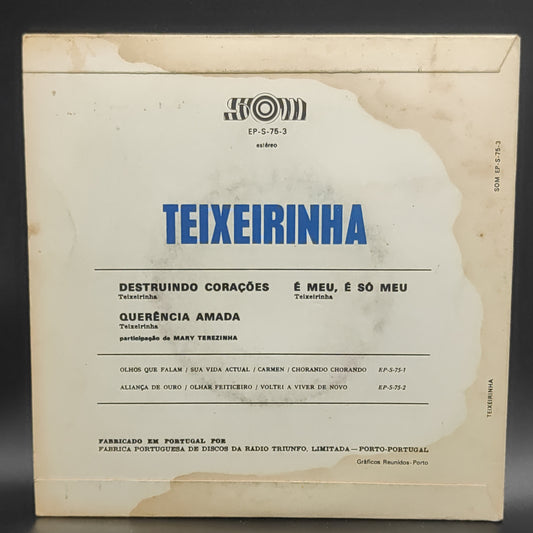 SOM
EP-S-75-3
estéreo
TEIXEIRINHA
DESTRUINDO CORAÇÕES
Teixeirinha
É MEU, É SÓ MEU
Teixeirinha
QUERÊNCIA AMADA
Teixeirinha
participação de MARY TEREZINHA
OLHOS QUE FALAM / SUA VIDA ACTUAL / CARMEN / CHORANDO CHORANDO EP-S-75-1
ALIANÇA DE OURO / OLHAR FEITICEIRO / VOLTEI A VIVER DE NOVO EP-S-75-2
FABRICADO EM PORTUGAL POR
FABRICA PORTUGUESA DE DISCOS DA RADIO TRIUNFO, LIMITADA — PORTO-PORTUGAL
Gráficos Reunidos-Porto
SOM EP-S-75-3
TEIXEIRINHA